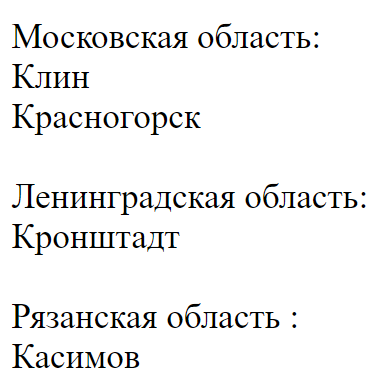 Московская область:
Клин
Красногорск
Ленинградская область:
Кронштадт
Рязанская область :
Касимов